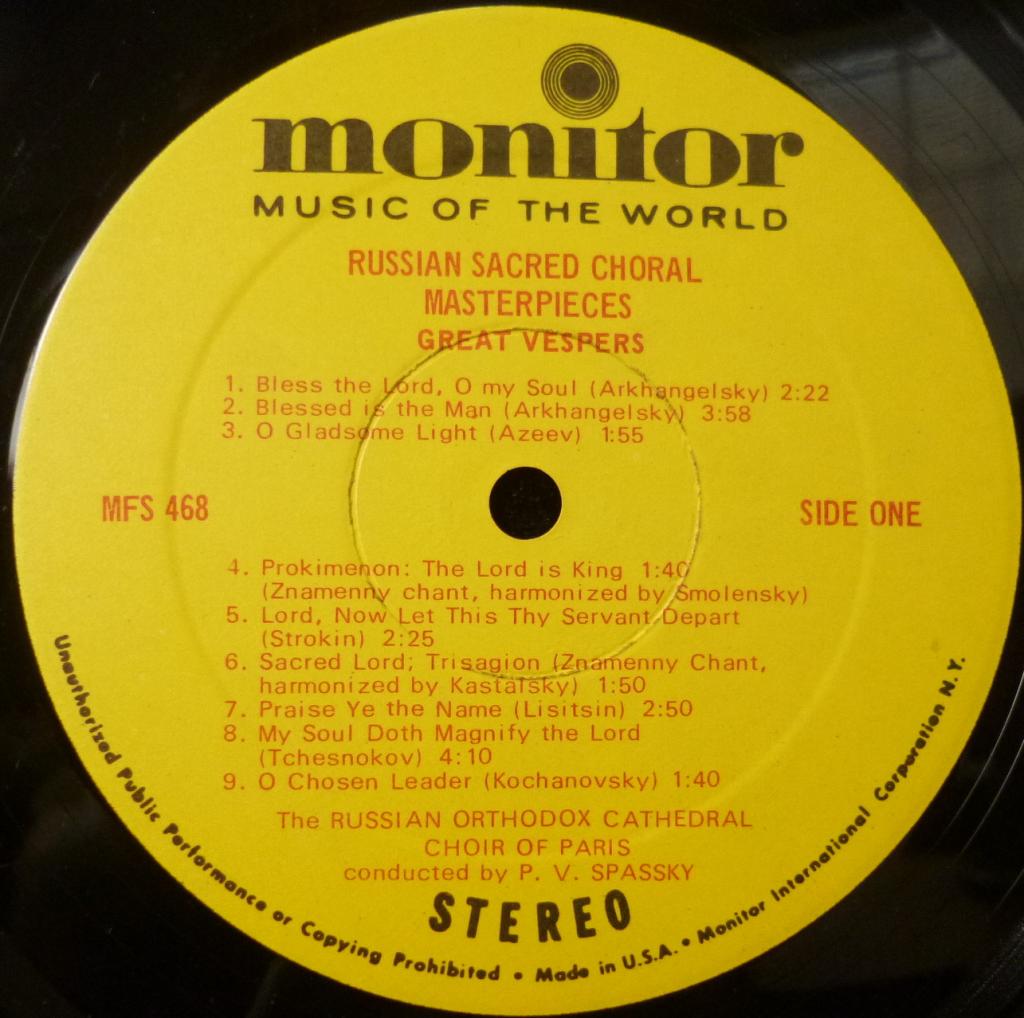 monitor
MUSIC OF THE WORLD
RUSSIAN SACRED CHORAL
MASTERPIECES
GREAT VESPERS
1. Bless the Lord, O my Soul (Arkhangelsky) 2:22
2. Blessed is the Man (Arkhangelsky) 3:58
3. O Gladsome Light (Azeev) 1:55
MFS 468
SIDE ONE
4. Prokimenon: The Lord is King 1:40
(Znamenny chant, harmonized by Smolensky)
5. Lord, Now Let This Thy Servant Depart
(Strokin) 2:25
6. Sacred Lord; Trisagion (Znamenny Chant,
harmonized by Kastalsky) 1:50
7. Praise Ye the Name (Lisitsin) 2:50
8. My Soul Doth Magnify the Lord
(Tchesnokov) 4:10
9. O Chosen Leader (Kochanovsky) 1:40
The RUSSIAN ORTHODOX CATHEDRAL
CHOIR OF PARIS
conducted by P. V. SPASSKY
STEREO
Unauthorized Public Performance or Copying Prohibited • Made in U.S.A. • Monitor International Corporation N.Y.